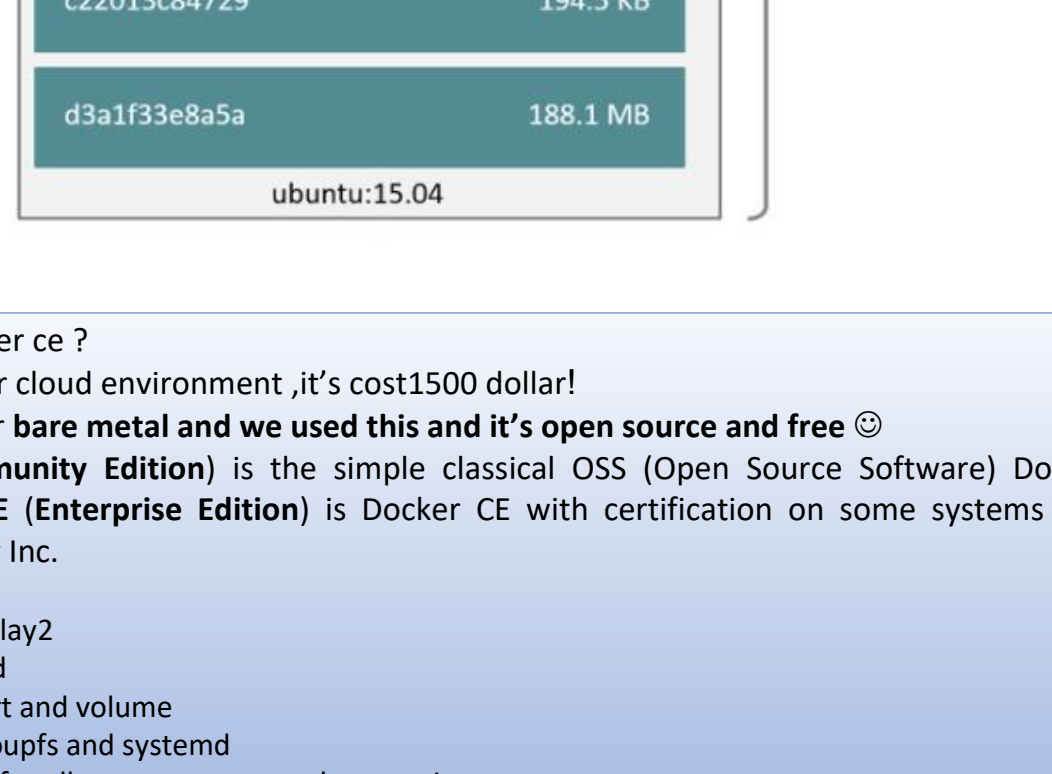 c22013c84729 194.5 KB
d3a1f33e8a5a 188.1 MB
ubuntu:15.04
er ce ?
r cloud environment ,it's cost1500 dollar!
r bare metal and we used this and it's open source and free ☺
munity Edition) is the simple classical OSS (Open Source Software) Do
E (Enterprise Edition) is Docker CE with certification on some systems
Inc.
lay2
d
rt and volume
oupfs and systemd